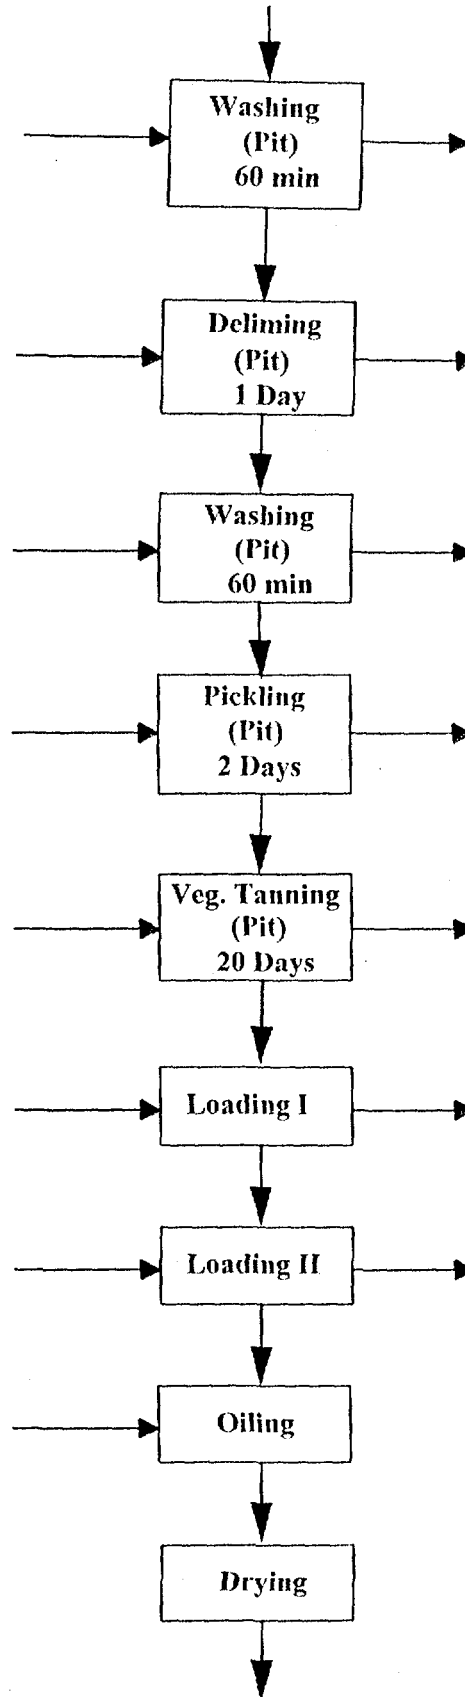 Washing
(Pit)
60 min
Deliming
(Pit)
1 Day
Washing
(Pit)
60 min
Pickling
(Pit)
2 Days
Veg. Tanning
(Pit)
20 Days
Loading I
Loading II
Oiling
Drying